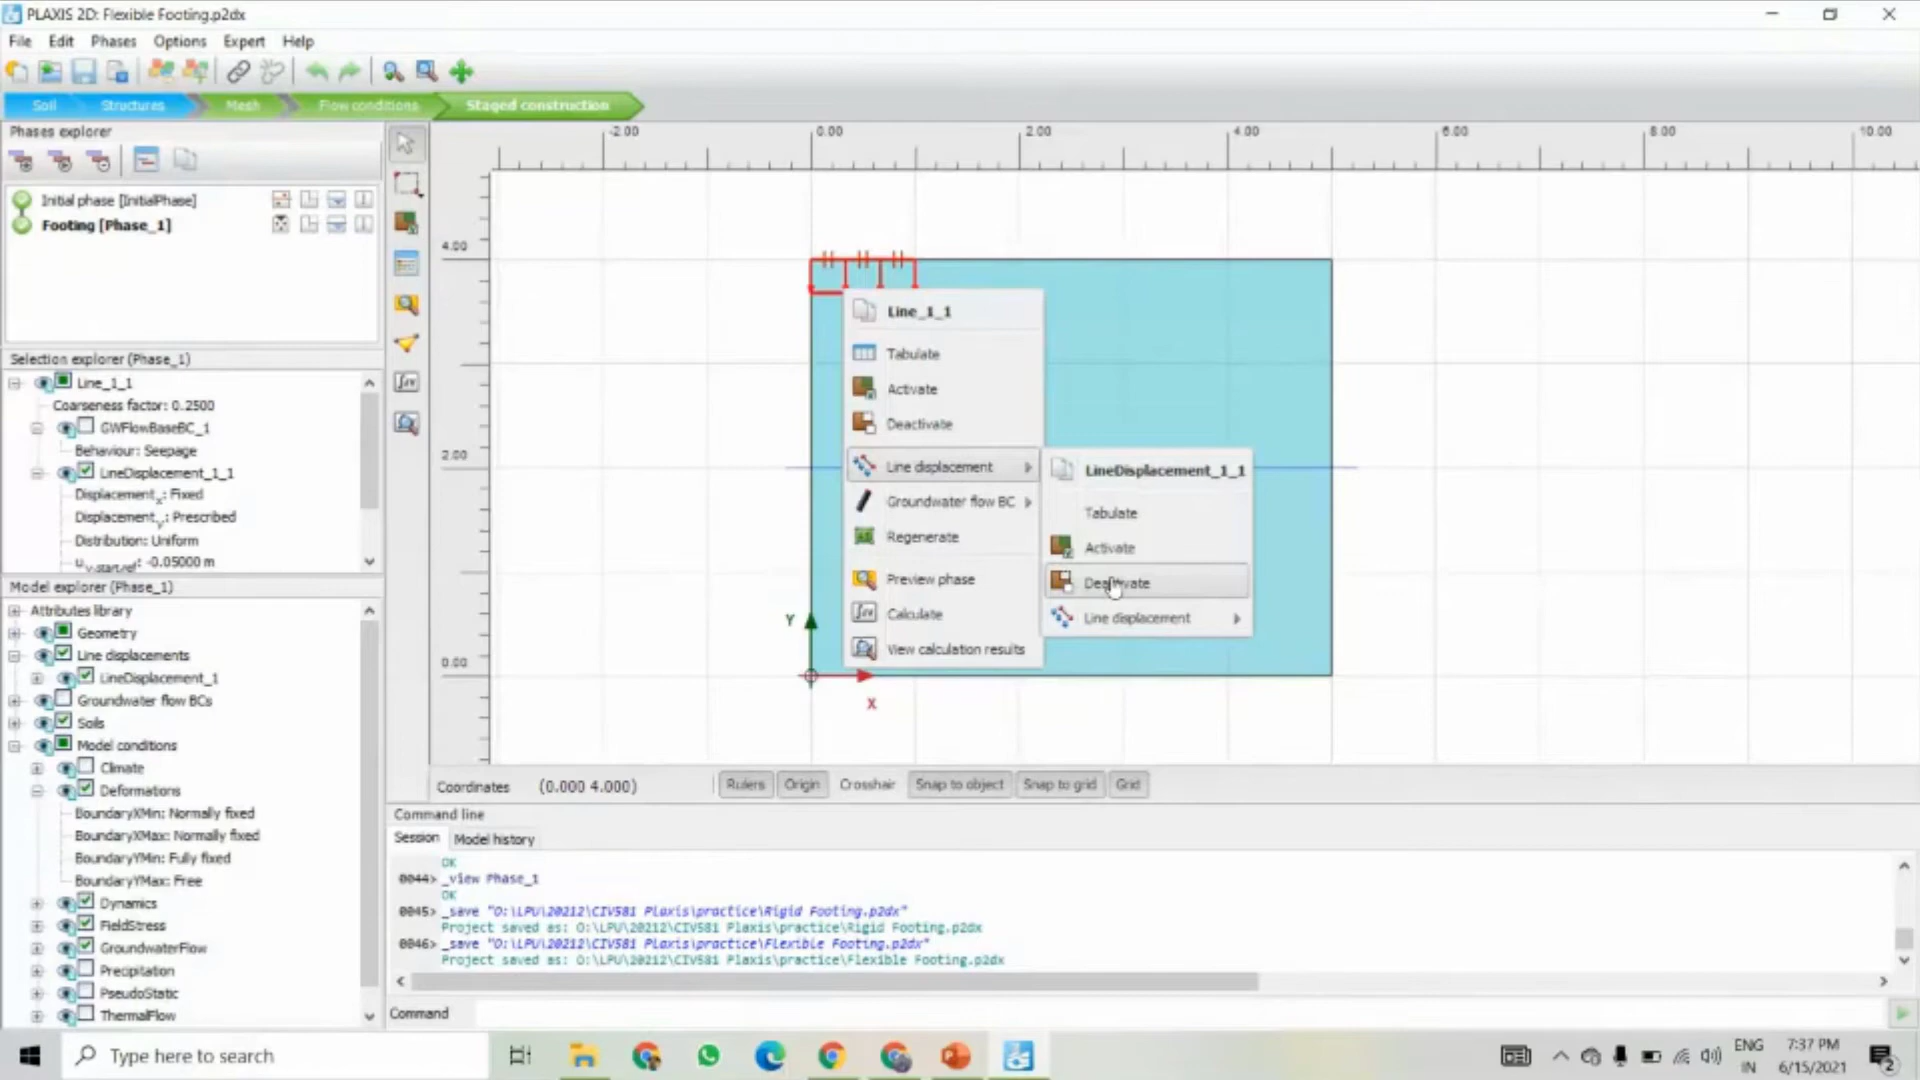 PLAXIS 2D: Flexible Footing.p2dx
File Edit Phases Options Expert Help
Soil Structures Mesh Flow conditions Staged construction
Phases explorer
Initial phase [InitialPhase]
Footing [Phase_1]
Selection explorer (Phase_1)
Line_1_1
Coarseness factor: 0.2500
GWFlowBaseBC_1
Behaviour: Seepage
LineDisplacement_1_1
Displacementx: Fixed
Displacementy: Prescribed
Distribution: Uniform
uy,start,ref: -0.05000 m
Model explorer (Phase_1)
Attributes library
Geometry
Line displacements
LineDisplacement_1
Groundwater flow BCs
Soils
Model conditions
Climate
Deformations
BoundaryXMin: Normally fixed
BoundaryXMax: Normally fixed
BoundaryYMin: Fully fixed
BoundaryYMax: Free
Dynamics
FieldStress
GroundwaterFlow
Precipitation
PseudoStatic
ThermalFlow
-2.00 0.00 2.00 4.00 6.00 8.00 10.00
4.00
2.00
0.00
Y
X
Line_1_1
Tabulate
Activate
Deactivate
Line displacement
Groundwater flow BC
Regenerate
Preview phase
Calculate
View calculation results
LineDisplacement_1_1
Tabulate
Activate
Deactivate
Line displacement
Coordinates (0.000 4.000) Rulers Origin Crosshair Snap to object Snap to grid Grid
Command line
Session Model history
OK
0044> _view Phase_1
OK
0045> _save "O:\LPU\20212\CIV581 Plaxis\practice\Rigid Footing.p2dx"
Project saved as: O:\LPU\20212\CIV581 Plaxis\practice\Rigid Footing.p2dx
0046> _save "O:\LPU\20212\CIV581 Plaxis\practice\Flexible Footing.p2dx"
Project saved as: O:\LPU\20212\CIV581 Plaxis\practice\Flexible Footing.p2dx
Command
Type here to search
ENG
IN
7:37 PM
6/15/2021
2